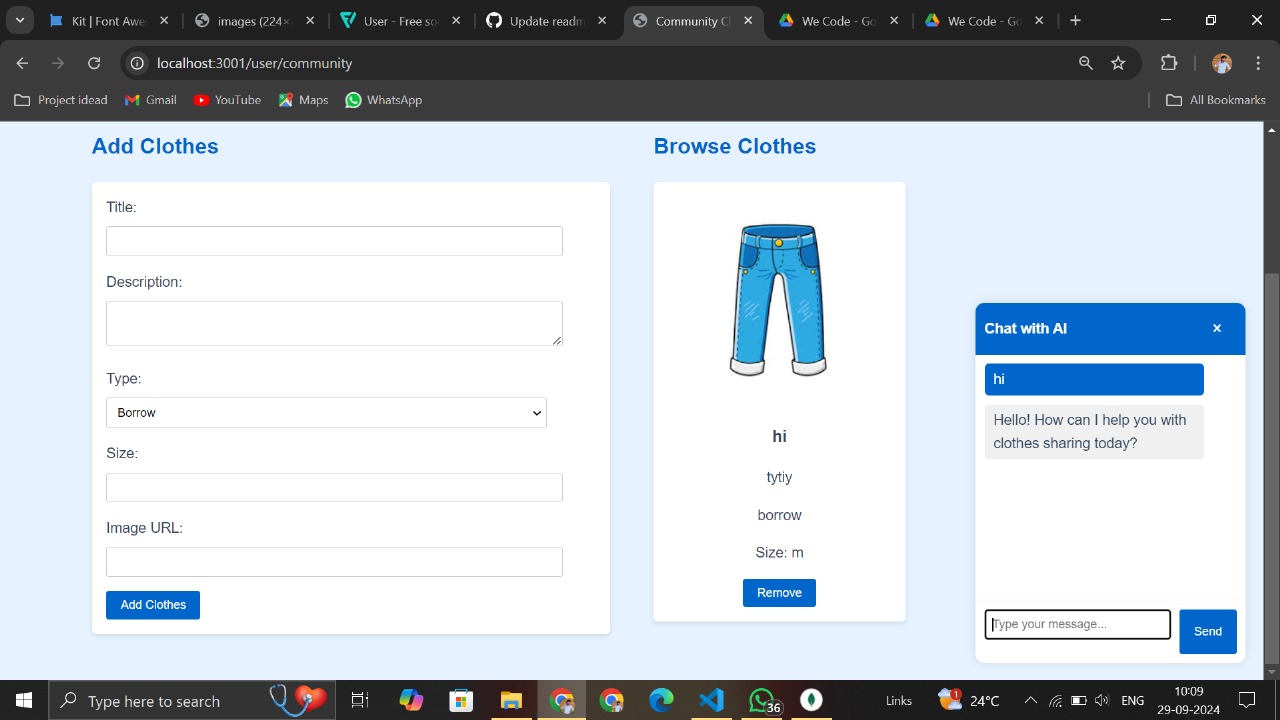 Kit | Font Awes
images (224×
User - Free so
Update readm
Community Cl
We Code - Go
We Code - Go
localhost:3001/user/community
Project idead
Gmail
YouTube
Maps
WhatsApp
All Bookmarks
Add Clothes
Title:
Description:
Type:
Borrow
Size:
Image URL:
Add Clothes
Browse Clothes
hi
tytiy
borrow
Size: m
Remove
Chat with AI
×
hi
Hello! How can I help you with
clothes sharing today?
Type your message...
Send
Type here to search
36
Links
1
24°C
ENG
10:09
29-09-2024